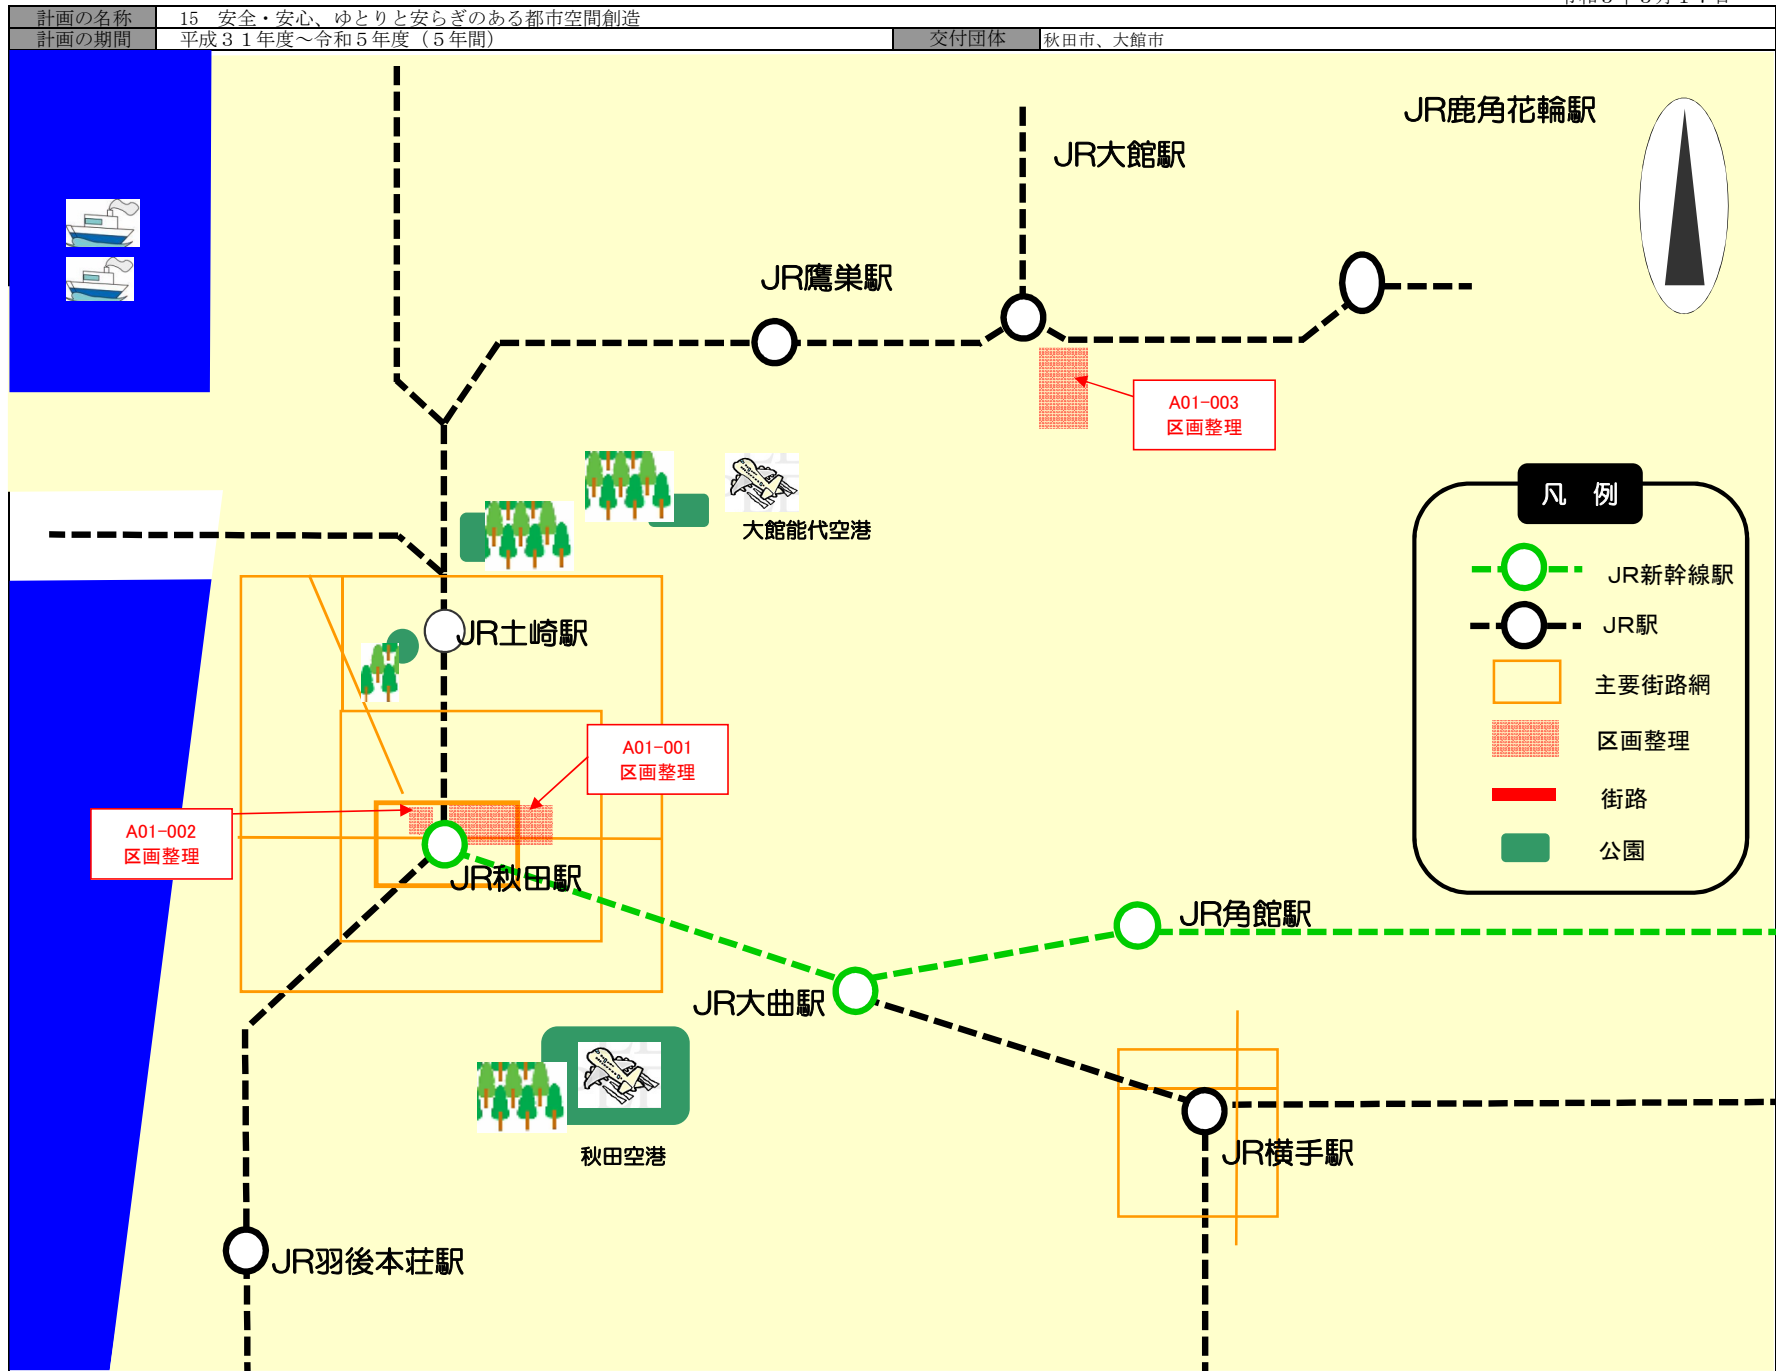 計画の名称
15　安全・安心、ゆとりと安らぎのある都市空間創造
計画の期間
平成３１年度～令和５年度（５年間）
交付団体
秋田市、大館市
JR鹿角花輪駅
JR大館駅
JR鷹巣駅
A01-003
区画整理
凡　例
大館能代空港
JR新幹線駅
JR土崎駅
JR駅
主要街路網
A01-001
区画整理
区画整理
街路
A01-002
区画整理
公園
JR秋田駅
JR角館駅
JR大曲駅
秋田空港
JR横手駅
JR羽後本荘駅